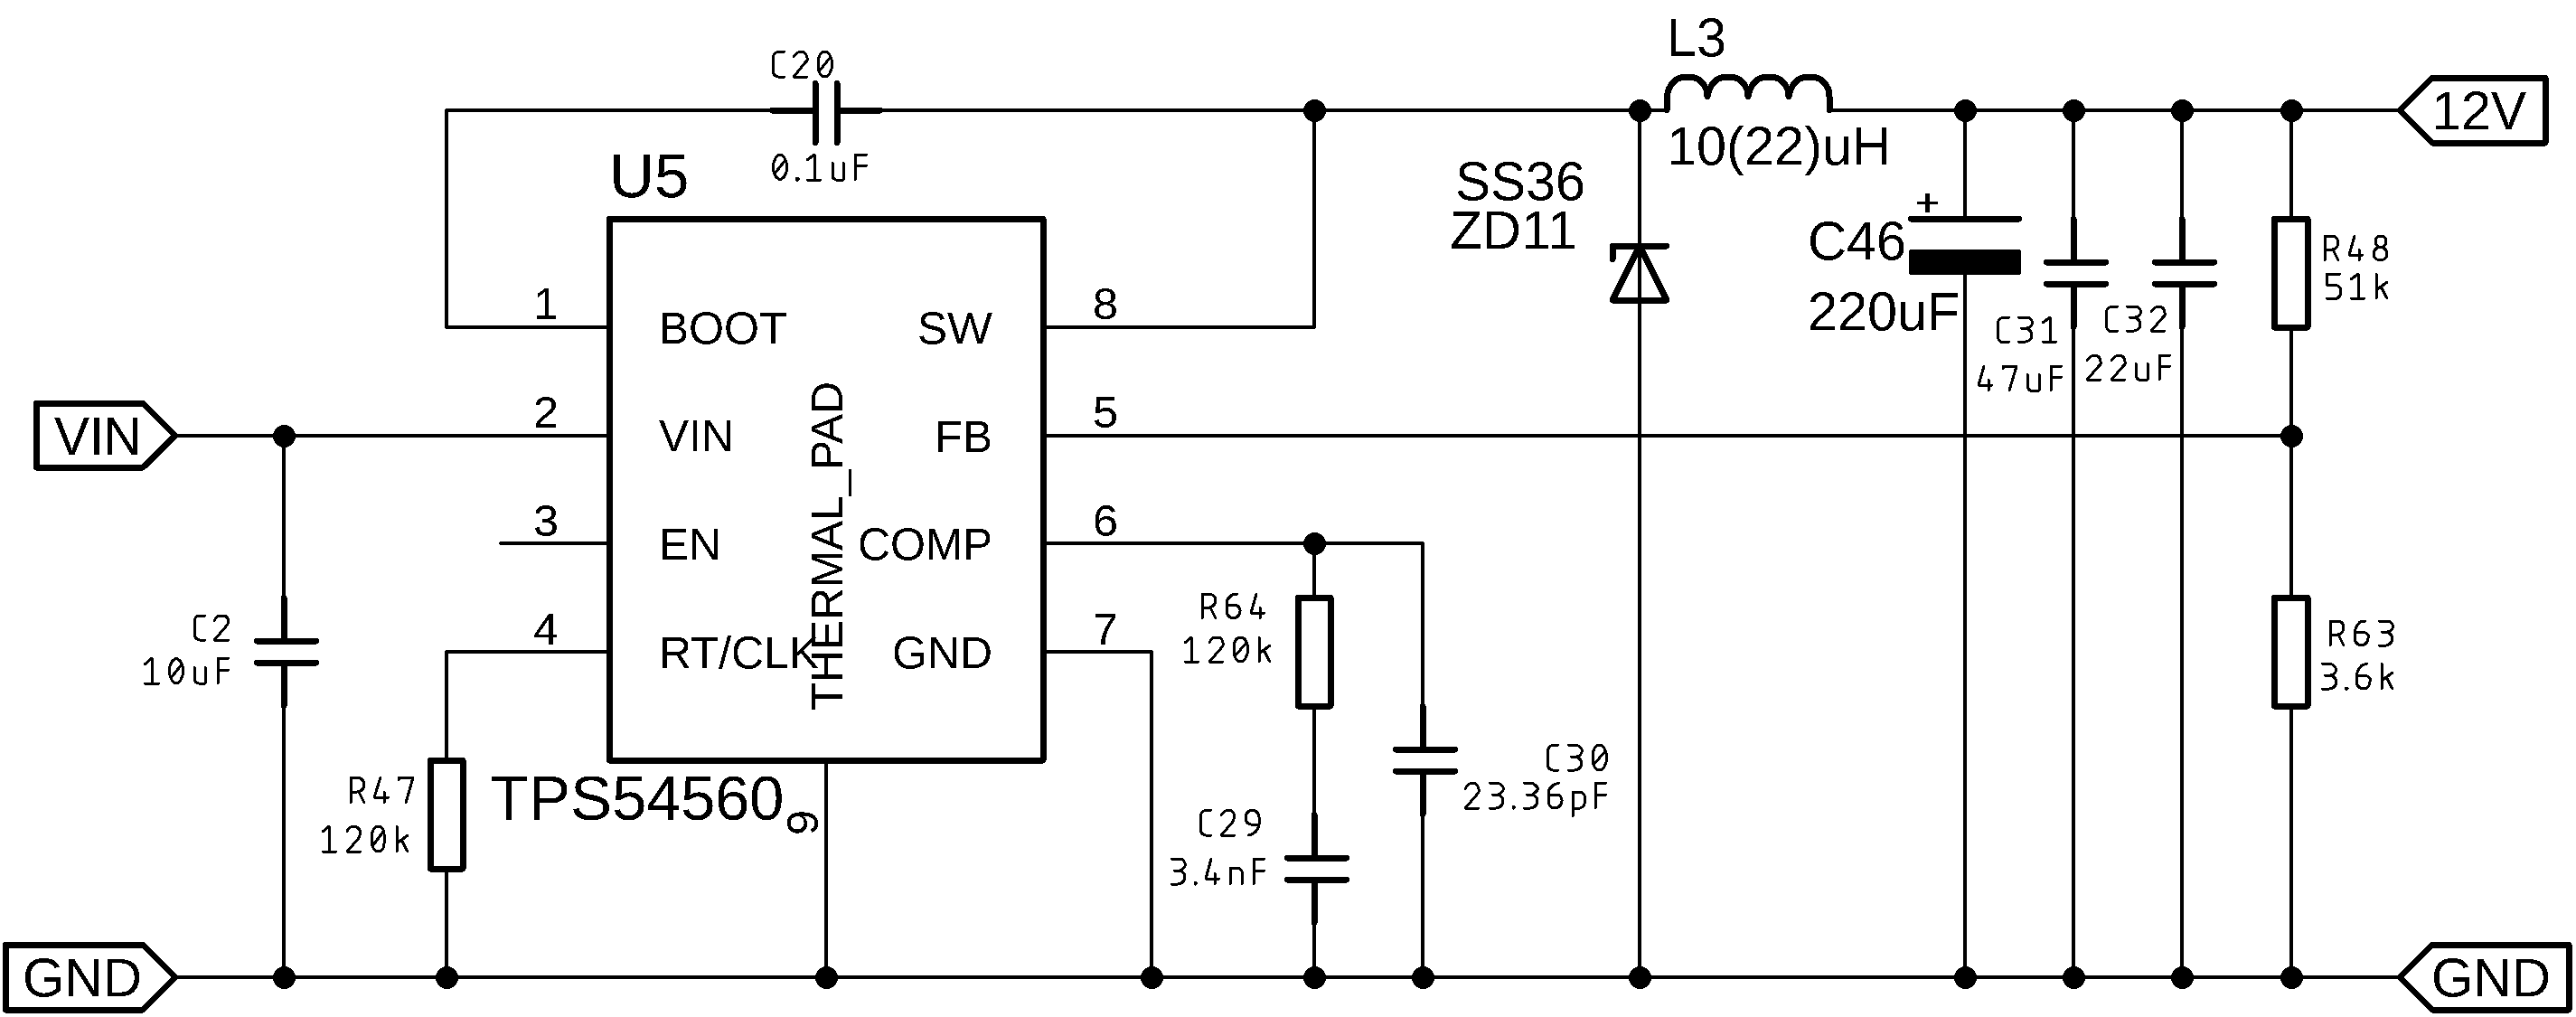 C20
0.1uF
L3
10(22)uH
12V
U5
SS36
ZD11
+
C46
220uF
C31
47uF
C32
22uF
R48
51k
1
BOOT
SW
8
VIN
2
VIN
FB
5
3
EN
COMP
6
4
RT/CLK
GND
7
THERMAL_PAD
C2
10uF
R64
120k
R63
3.6k
R47
120k
TPS54560
9
C30
23.36pF
C29
3.4nF
GND
GND